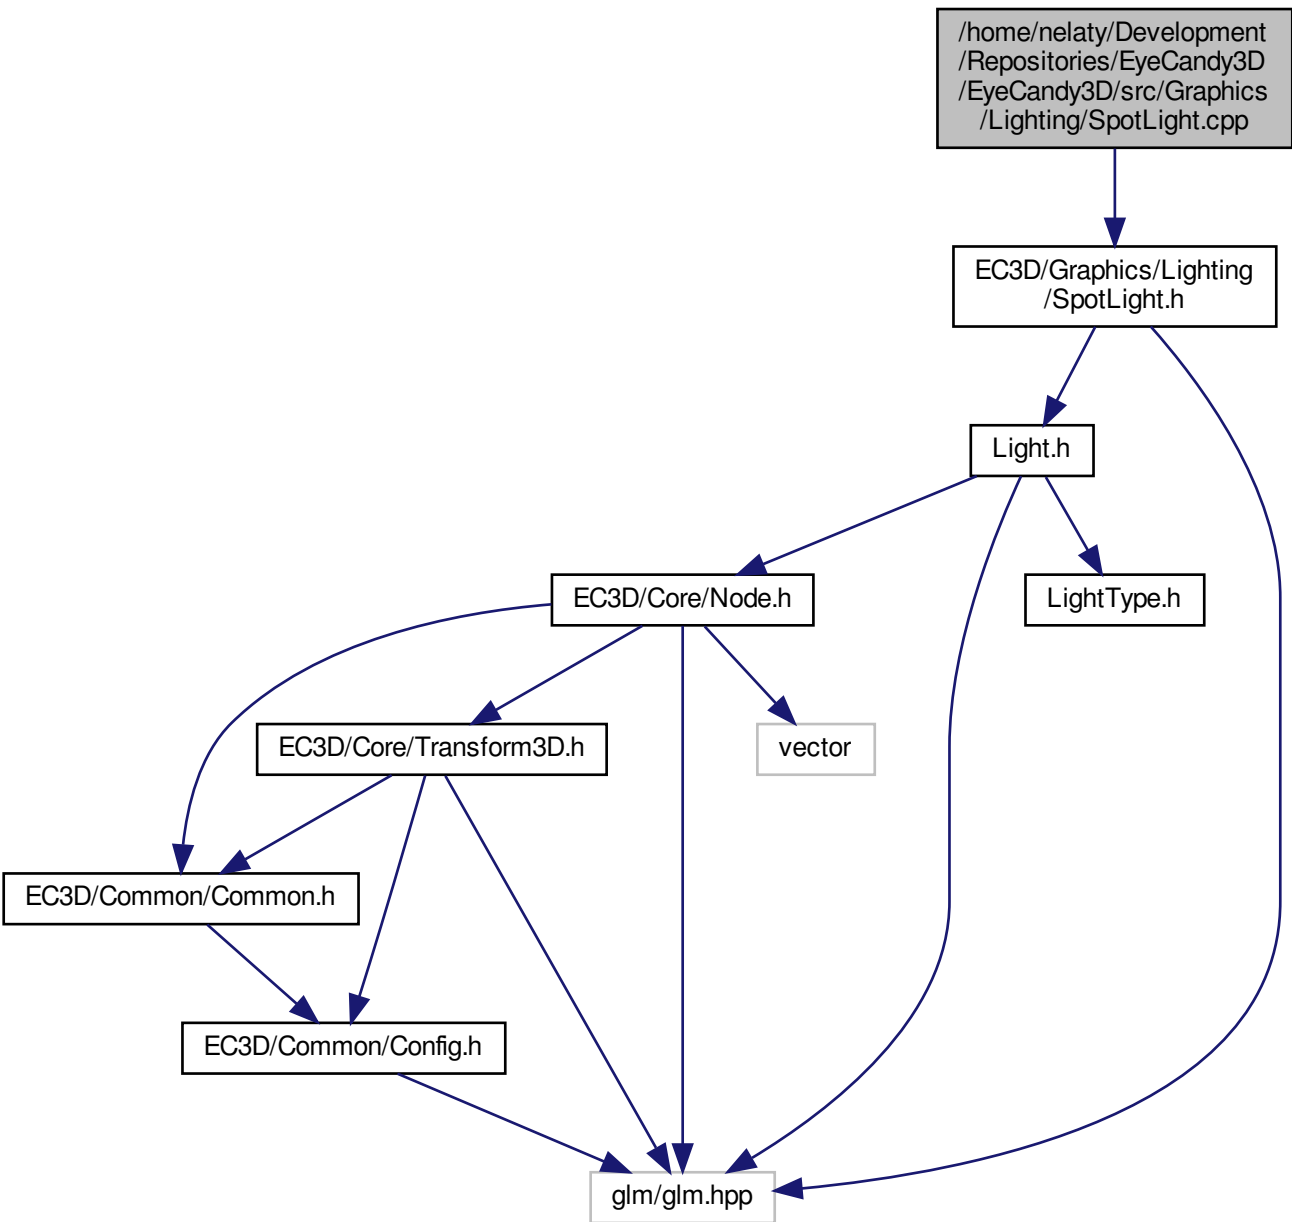 /home/nelaty/Development
/Repositories/EyeCandy3D
/EyeCandy3D/src/Graphics
/Lighting/SpotLight.cpp
EC3D/Graphics/Lighting
/SpotLight.h
Light.h
EC3D/Core/Node.h
LightType.h
EC3D/Core/Transform3D.h
vector
EC3D/Common/Common.h
EC3D/Common/Config.h
glm/glm.hpp